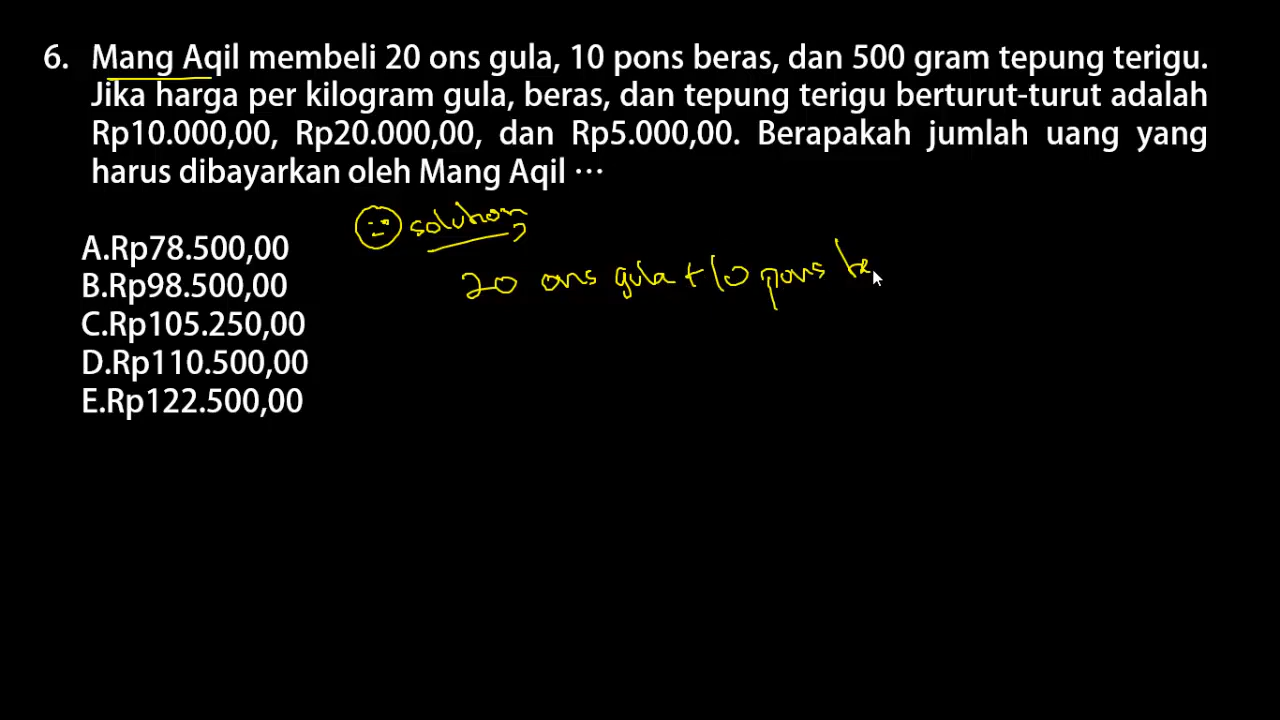 6. Mang Aqil membeli 20 ons gula, 10 pons beras, dan 500 gram tepung terigu.
Jika harga per kilogram gula, beras, dan tepung terigu berturut-turut adalah
Rp10.000,00, Rp20.000,00, dan Rp5.000,00. Berapakah jumlah uang yang
harus dibayarkan oleh Mang Aqil ⋯
solution
A.Rp78.500,00
20 ons gula + 10 pons be
B.Rp98.500,00
C.Rp105.250,00
D.Rp110.500,00
E.Rp122.500,00